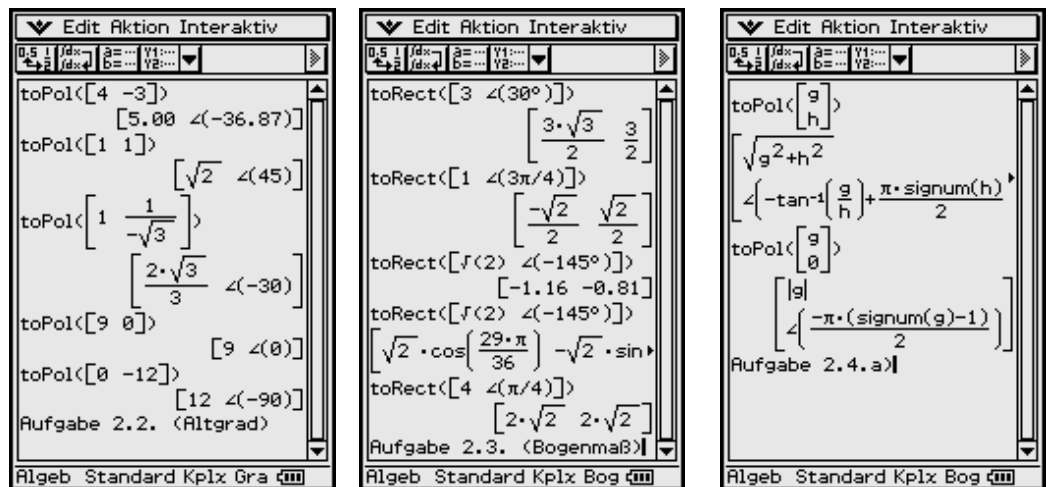 Edit Aktion Interaktiv
toPol([4 -3])
[5.00 ∠(-36.87)]
toPol([1 1])
[√2 ∠(45)]
toPol([1 1/(-√3)])
[2·√3/3 ∠(-30)]
toPol([9 0])
[9 ∠(0)]
toPol([0 -12])
[12 ∠(-90)]
Aufgabe 2.2. (Altgrad)
Algeb Standard Kplx Gra
Edit Aktion Interaktiv
toRect([3 ∠(30°)])
[3·√3/2 3/2]
toRect([1 ∠(3π/4)])
[-√2/2 √2/2]
toRect([√(2) ∠(-145°)])
[-1.16 -0.81]
toRect([√(2) ∠(-145°)])
[√2·cos(29·π/36) -√2·sin
toRect([4 ∠(π/4)])
[2·√2 2·√2]
Aufgabe 2.3. (Bogenmaß)
Algeb Standard Kplx Bog
Edit Aktion Interaktiv
toPol([g
h])
[√g²+h²
∠(-tan⁻¹(g/h)+π·signum(h)/2
toPol([g
0])
[|g|
∠(-π·(signum(g)-1)/2)]
Aufgabe 2.4.a)
Algeb Standard Kplx Bog